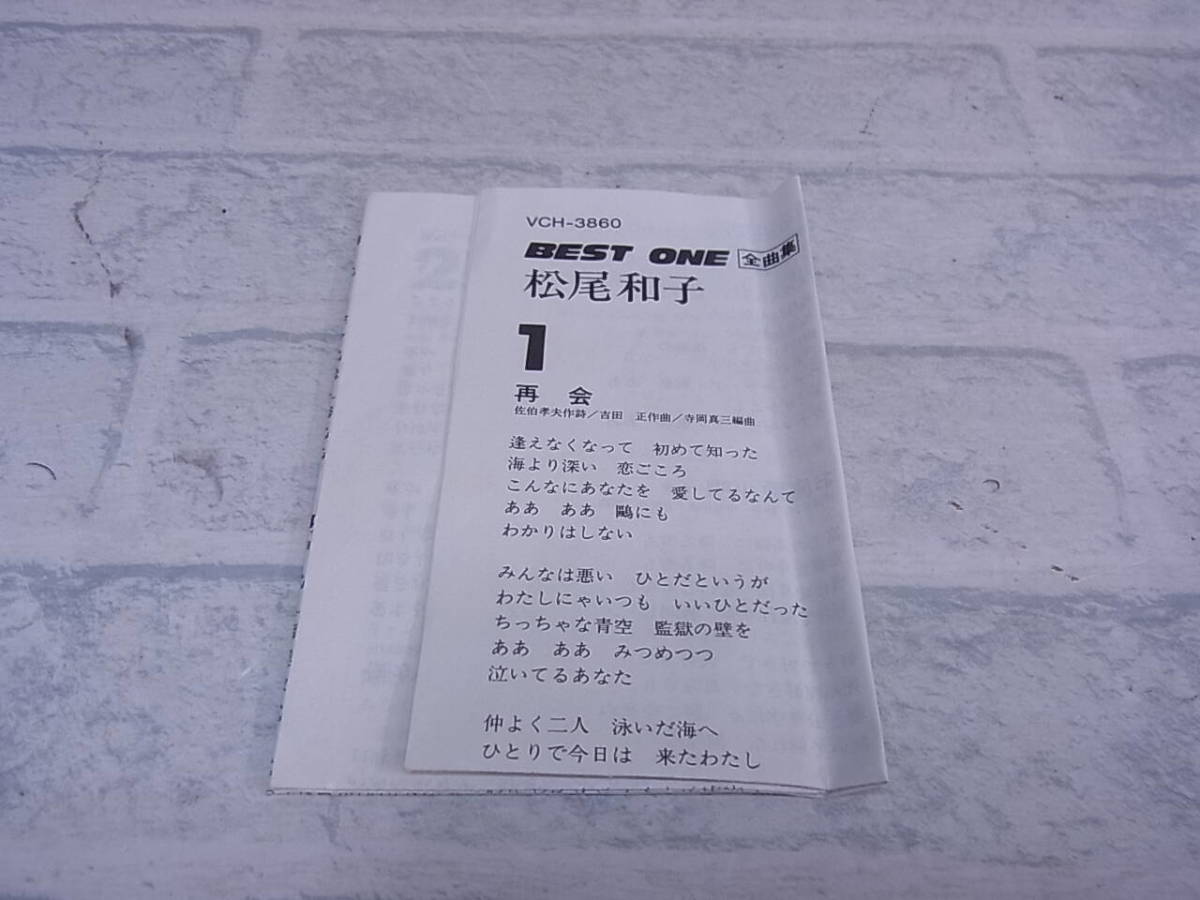 VCH-3860
BEST ONE 全曲集
松尾和子
1
再 会
佐伯孝夫作詩／吉田 正作曲／寺岡真三編曲
逢えなくなって 初めて知った
海より深い 恋ごころ
こんなにあなたを 愛してるなんて
ああ ああ 鷗にも
わかりはしない
みんなは悪い ひとだというが
わたしにゃいつも いいひとだった
ちっちゃな青空 監獄の壁を
ああ ああ みつめつつ
泣いてるあなた
仲よく二人 泳いだ海へ
ひとりで今日は 来たわたし